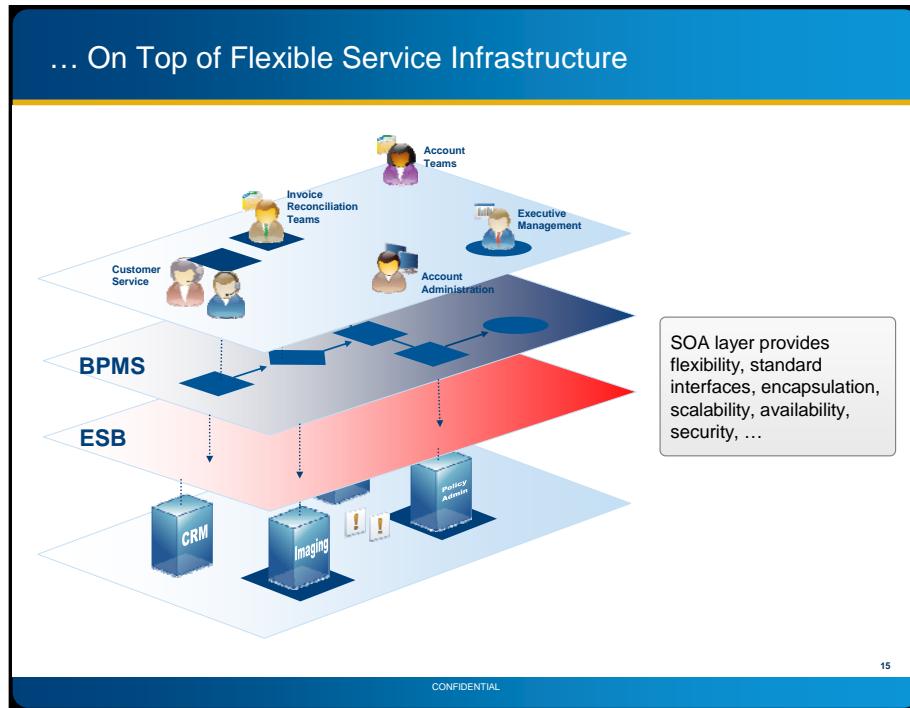 … On Top of Flexible Service Infrastructure
Account
Teams
Invoice
Reconciliation
Teams
Executive
Management
Customer
Service
Account
Administration
BPMS
SOA layer provides
flexibility, standard
interfaces, encapsulation,
scalability, availability,
security, …
ESB
Policy
Admin
CRM
Imaging
! !
15
CONFIDENTIAL